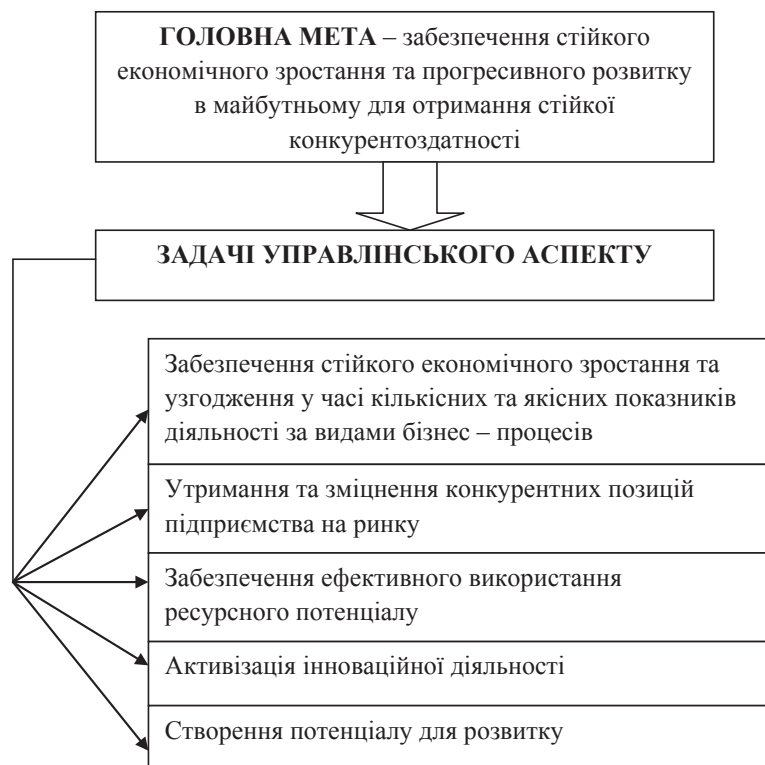 ГОЛОВНА МЕТА – забезпечення стійкого
економічного зростання та прогресивного розвитку
в майбутньому для отримання стійкої
конкурентоздатності
ЗАДАЧІ УПРАВЛІНСЬКОГО АСПЕКТУ
Забезпечення стійкого економічного зростання та
узгодження у часі кількісних та якісних показників
діяльності за видами бізнес – процесів
Утримання та зміцнення конкурентних позицій
підприємства на ринку
Забезпечення ефективного використання
ресурсного потенціалу
Активізація інноваційної діяльності
Створення потенціалу для розвитку